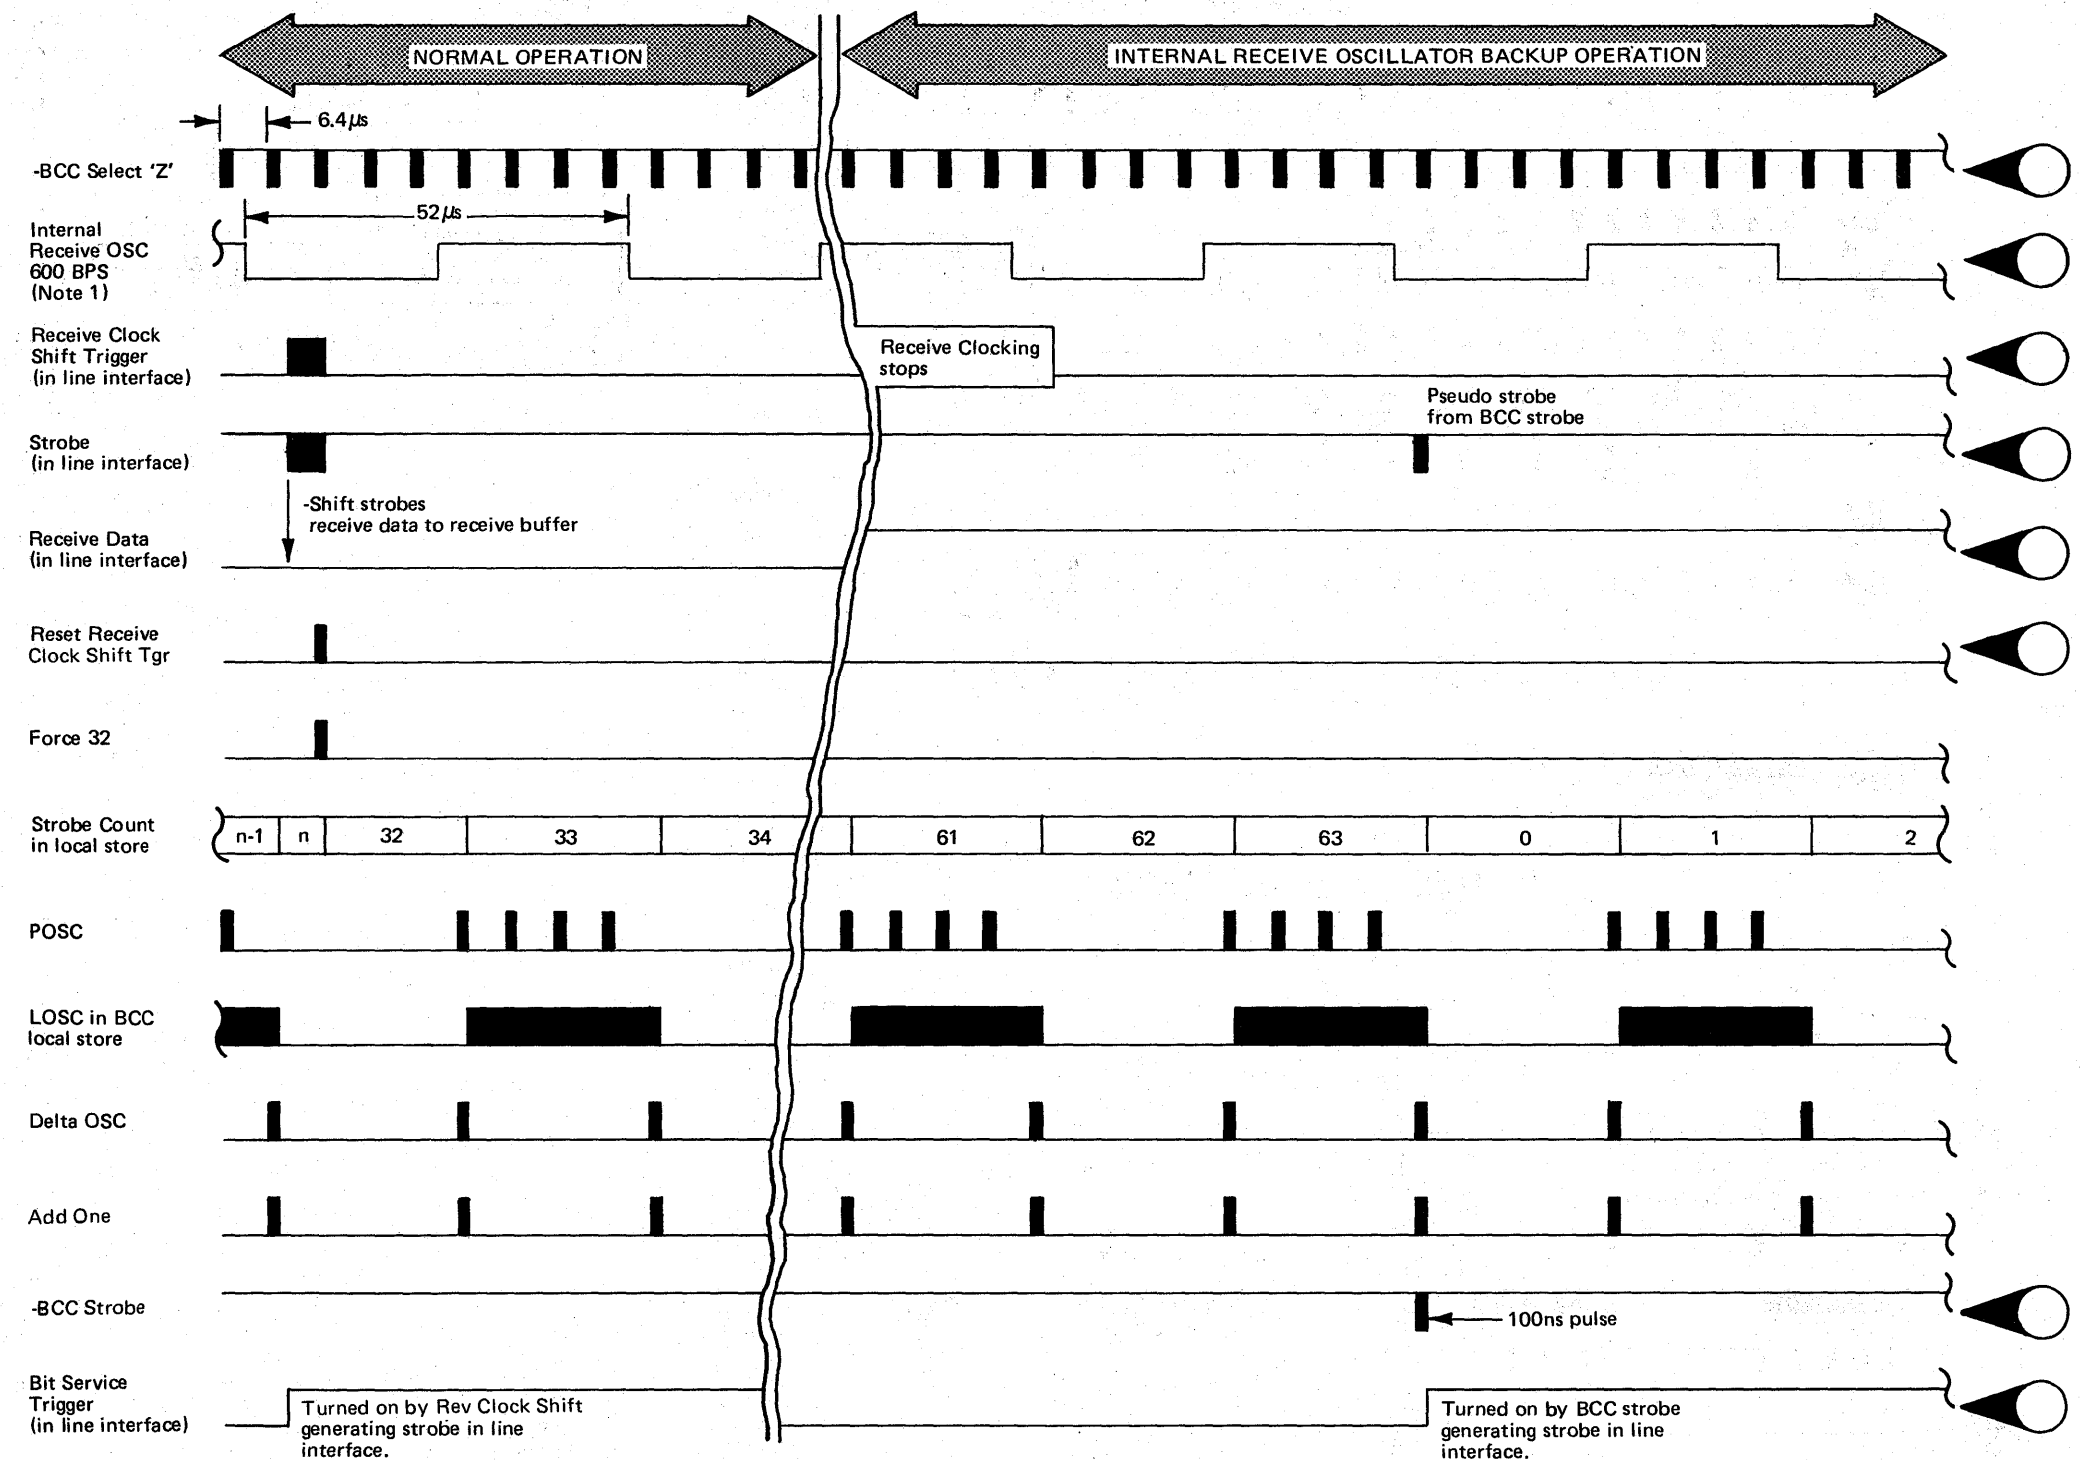 NORMAL OPERATION
INTERNAL RECEIVE OSCILLATOR BACKUP OPERATION
6.4µs
-BCC Select 'Z'
52µs
Internal
Receive OSC
600 BPS
(Note 1)
Receive Clock
Shift Trigger
(in line interface)
Receive Clocking
stops
Pseudo strobe
from BCC strobe
Strobe
(in line interface)
-Shift strobes
receive data to receive buffer
Receive Data
(in line interface)
Reset Receive
Clock Shift Tgr
Force 32
Strobe Count
in local store
n-1 n 32 33 34 61 62 63 0 1 2
POSC
LOSC in BCC
local store
Delta OSC
Add One
-BCC Strobe
100ns pulse
Bit Service
Trigger
(in line interface)
Turned on by Rev Clock Shift
generating strobe in line
interface.
Turned on by BCC strobe
generating strobe in line
interface.